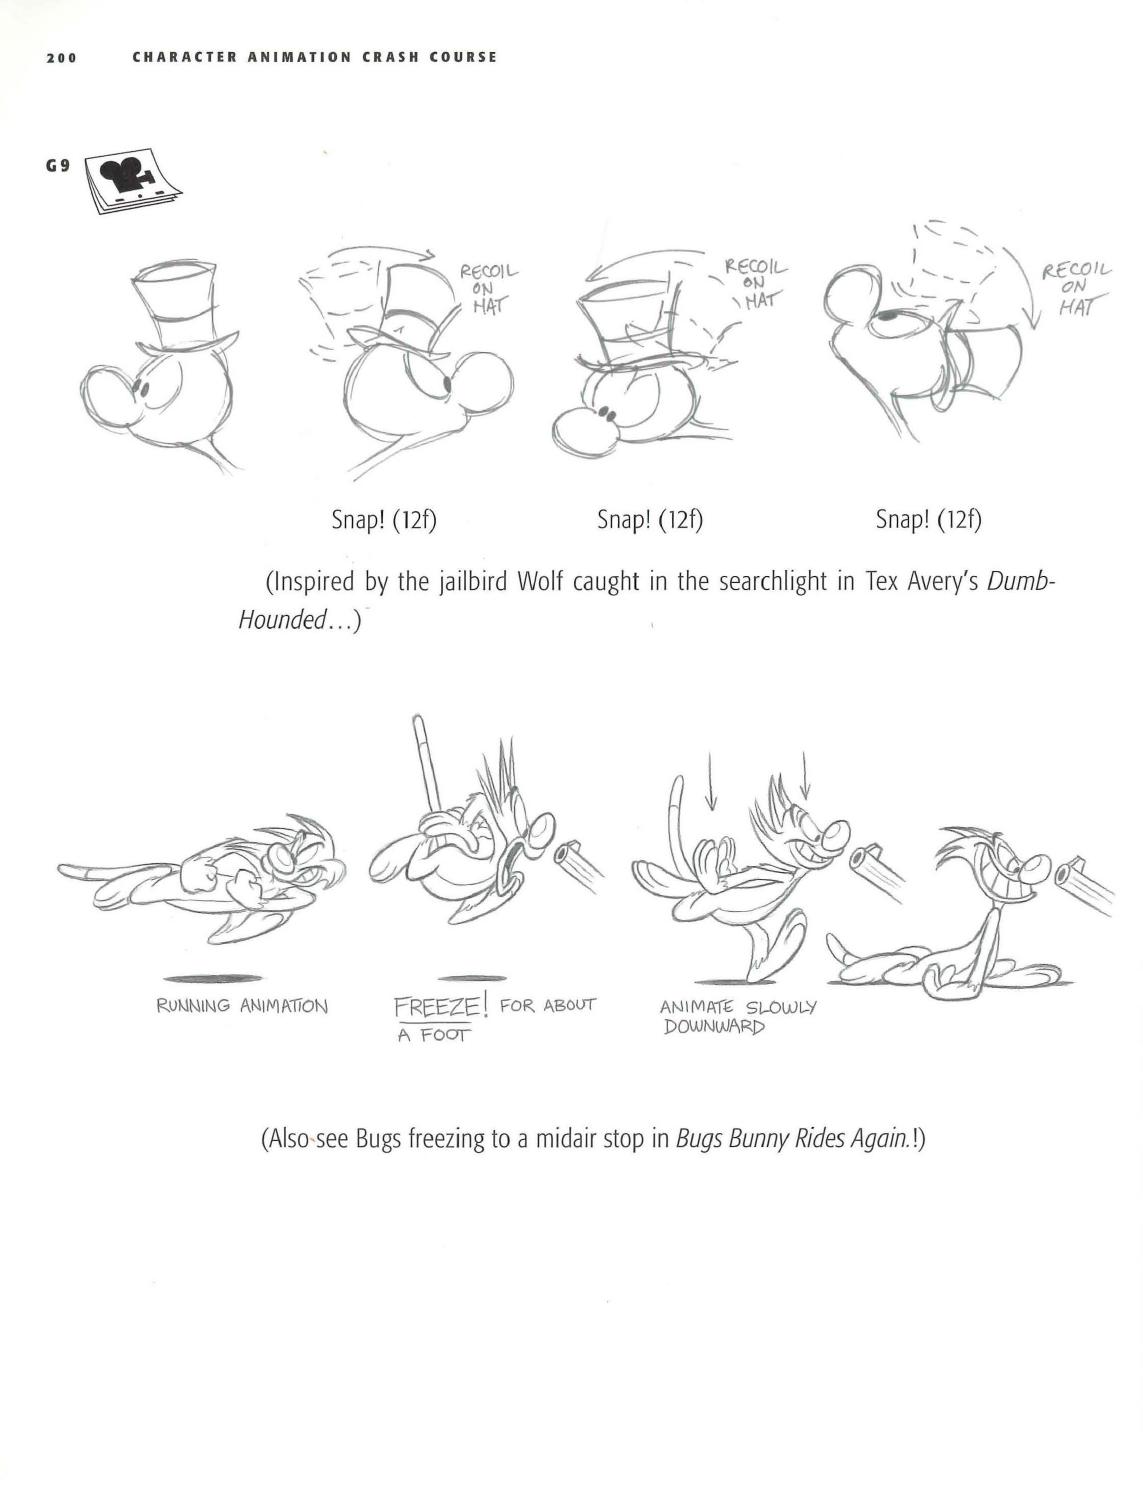 200 CHARACTER ANIMATION CRASH COURSE
G9
RECOIL
ON
HAT
RECOIL
ON
HAT
RECOIL
ON
HAT
Snap! (12f) Snap! (12f) Snap! (12f)
(Inspired by the jailbird Wolf caught in the searchlight in Tex Avery's Dumb-
Hounded...)
RUNNING ANIMATION
FREEZE! FOR ABOUT
A FOOT
ANIMATE SLOWLY
DOWNWARD
(Also see Bugs freezing to a midair stop in Bugs Bunny Rides Again.!)